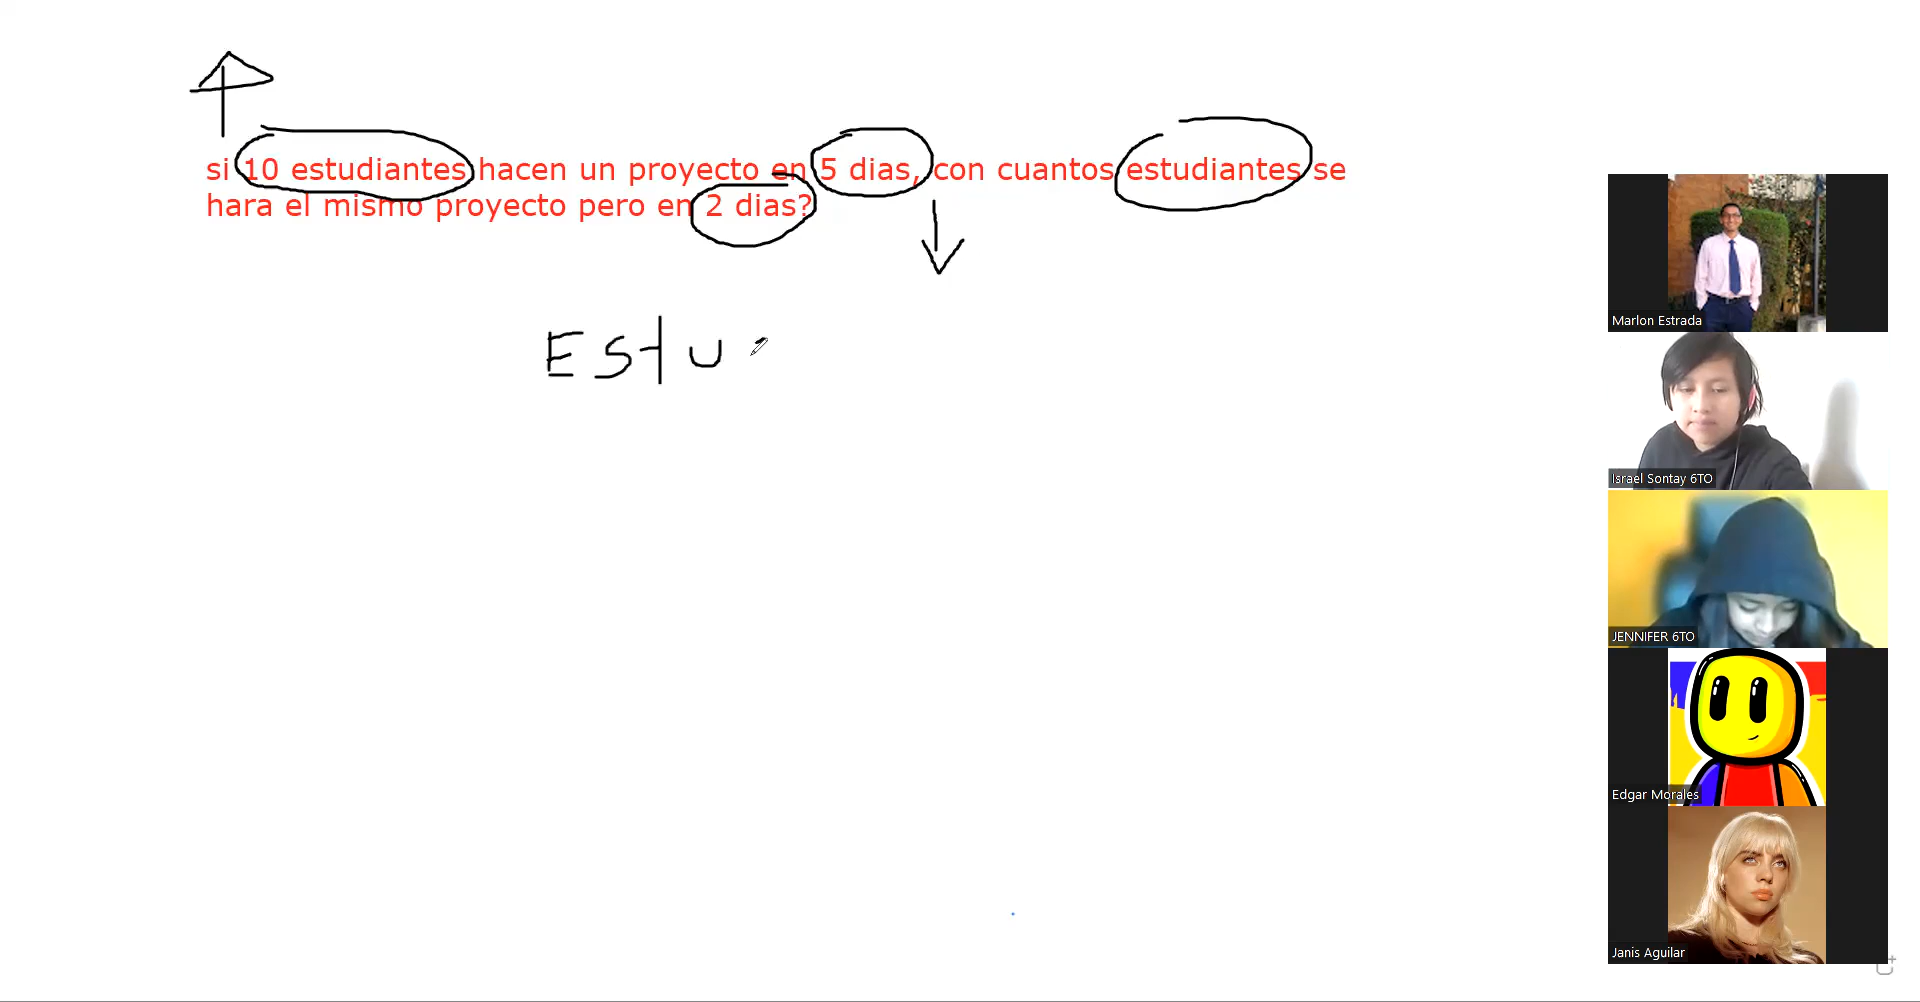 si 10 estudiantes hacen un proyecto en 5 dias, con cuantos estudiantes se
hara el mismo proyecto pero en 2 dias?
Estu
Marlon Estrada
Israel Sontay 6TO
JENNIFER 6TO
Edgar Morales
Janis Aguilar